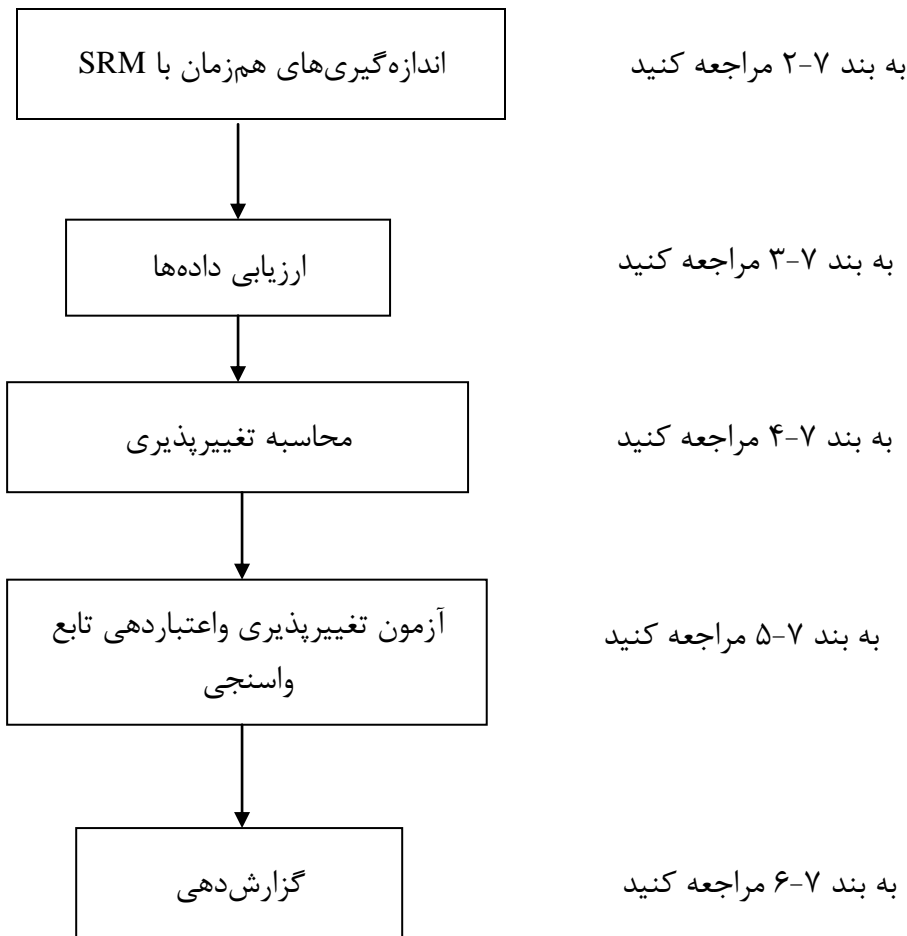 اندازه‌گیری‌های هم‌زمان با SRM
به بند ۷-۲ مراجعه کنید
ارزیابی داده‌ها
به بند ۷-۳ مراجعه کنید
محاسبه تغییرپذیری
به بند ۷-۴ مراجعه کنید
آزمون تغییرپذیری واعتباردهی تابع
واسنجی
به بند ۷-۵ مراجعه کنید
گزارش‌دهی
به بند ۷-۶ مراجعه کنید